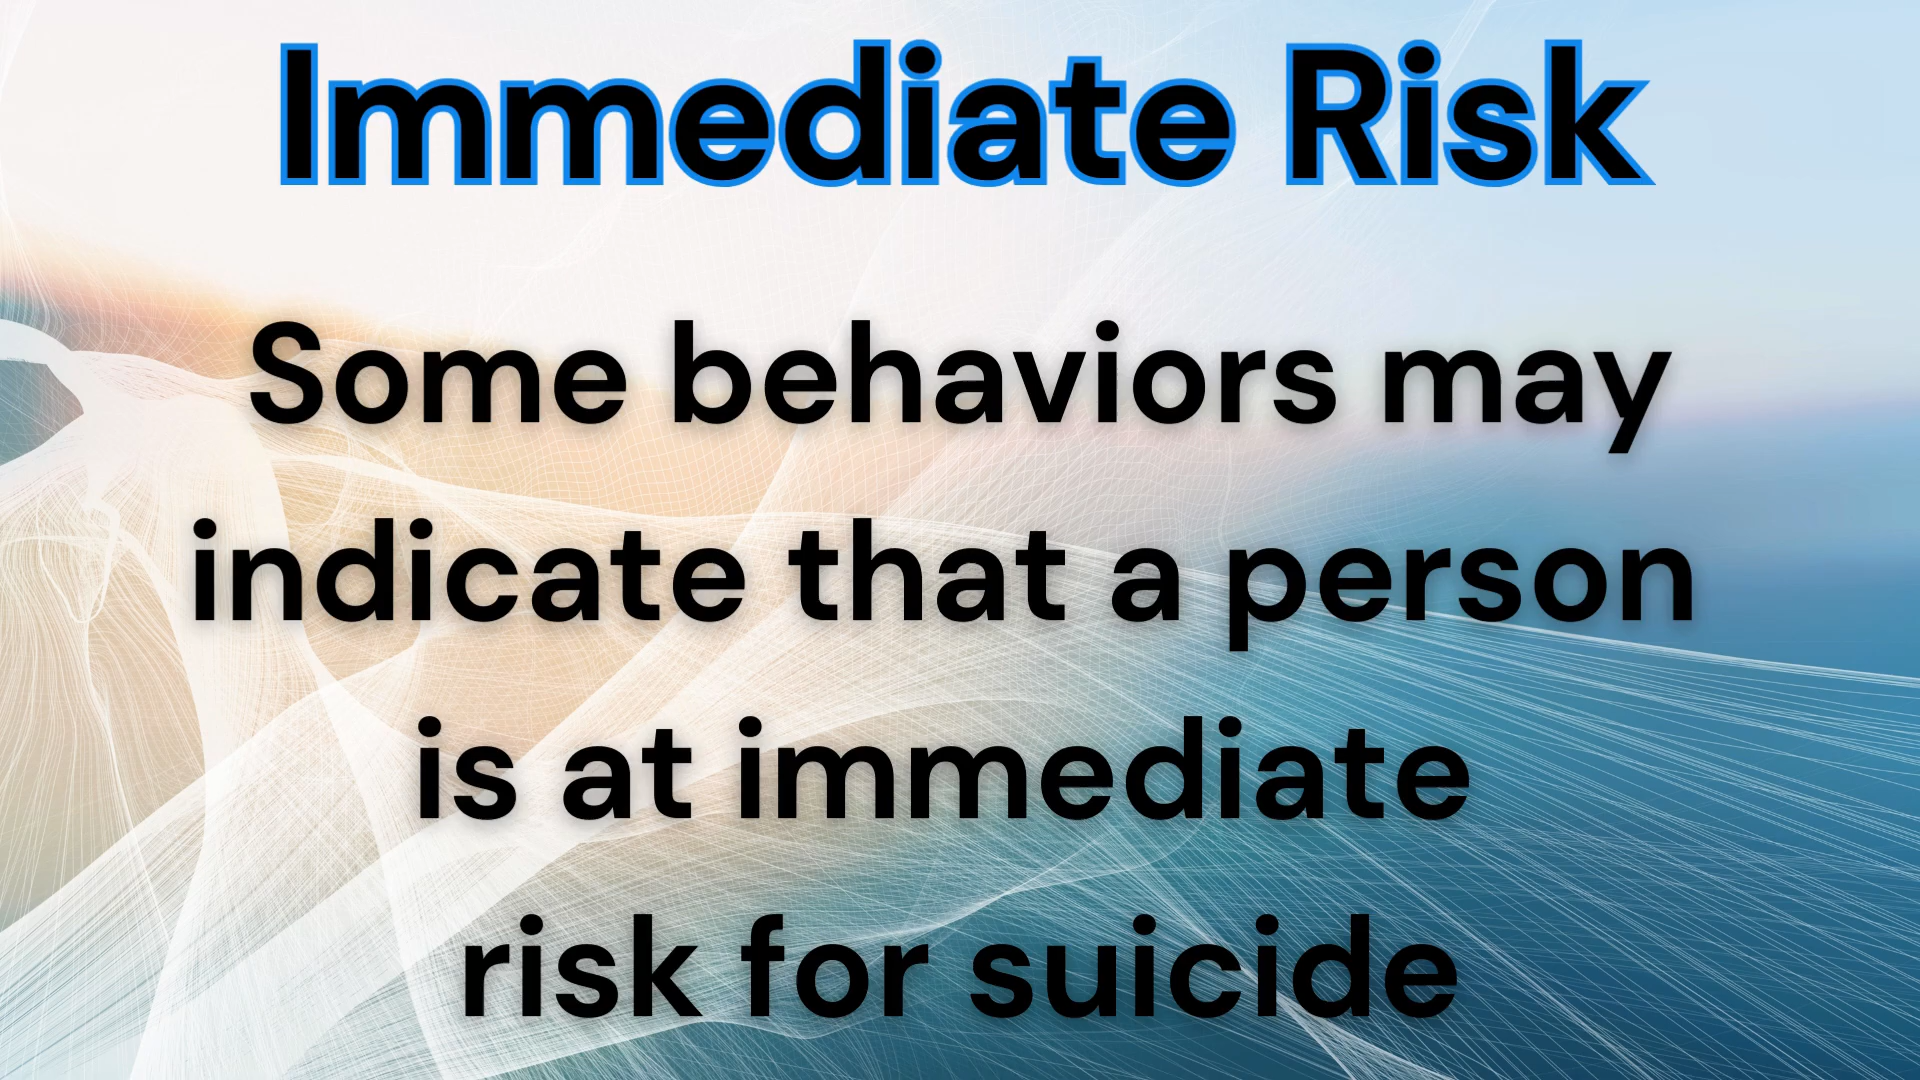 Immediate Risk
Some behaviors may
indicate that a person
is at immediate
risk for suicide